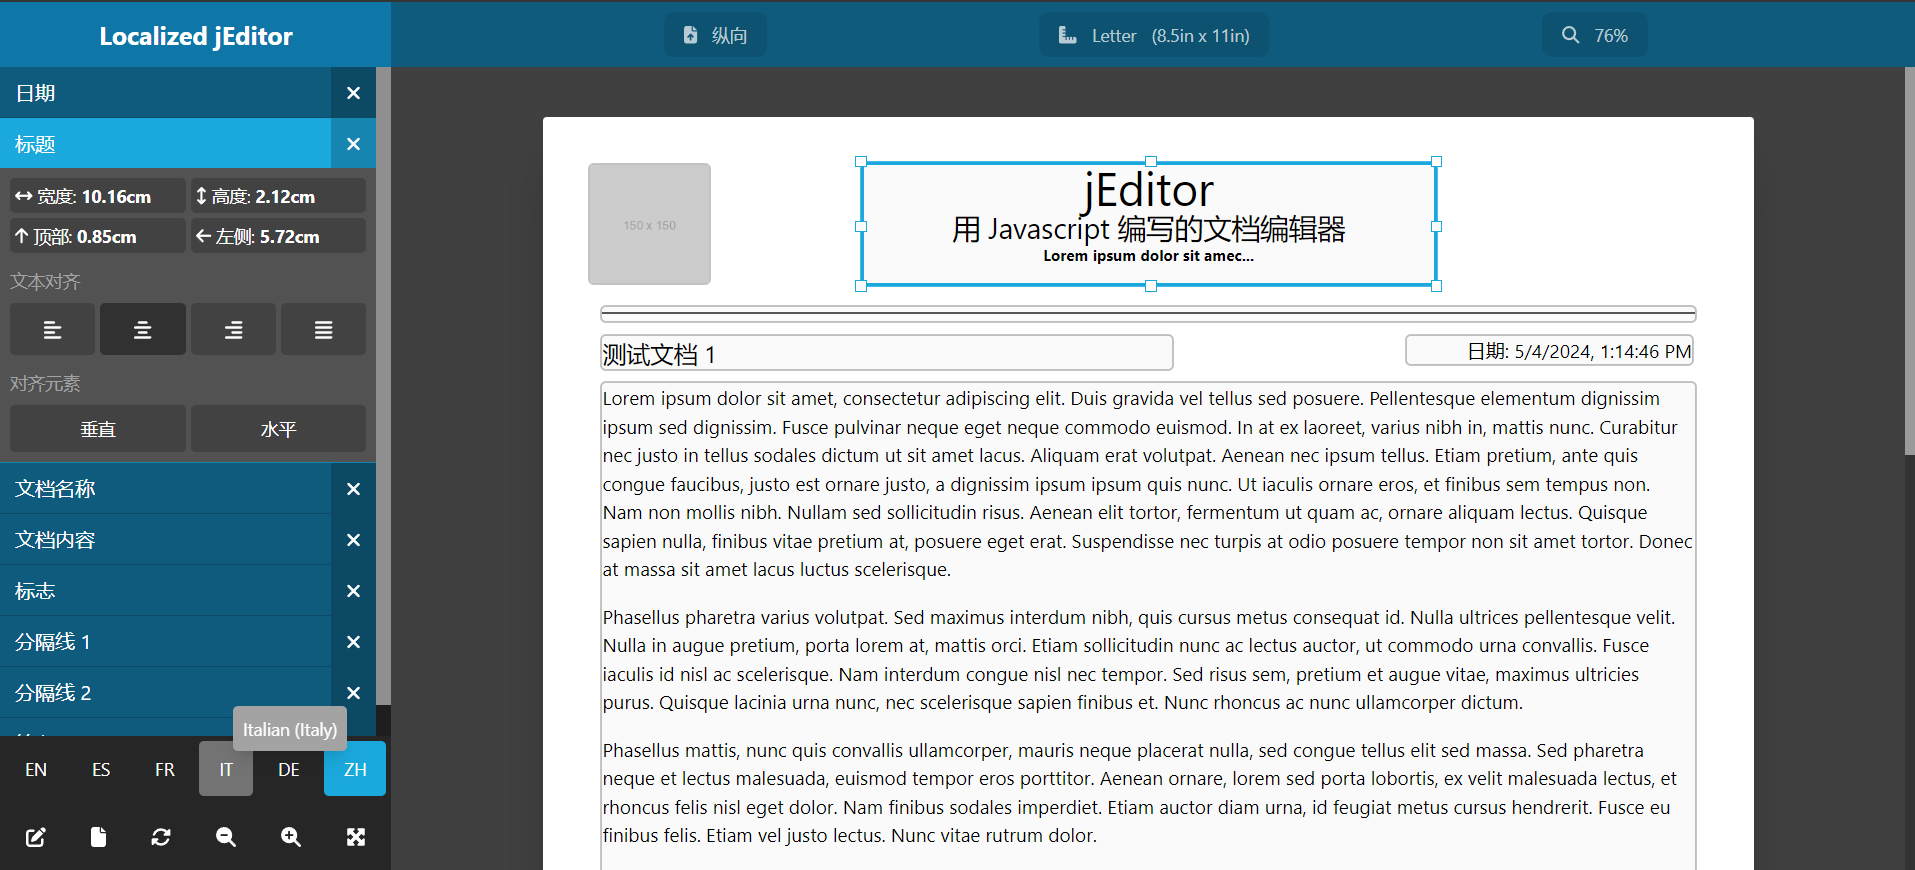 Localized jEditor
纵向
Letter (8.5in x 11in)
76%
日期
标题
宽度: 10.16cm
高度: 2.12cm
顶部: 0.85cm
左侧: 5.72cm
文本对齐
对齐元素
垂直
水平
文档名称
文档内容
标志
分隔线 1
分隔线 2
Italian (Italy)
EN
ES
FR
IT
DE
ZH
150 x 150
jEditor
用 Javascript 编写的文档编辑器
Lorem ipsum dolor sit amec...
测试文档 1
日期: 5/4/2024, 1:14:46 PM
Lorem ipsum dolor sit amet, consectetur adipiscing elit. Duis gravida vel tellus sed posuere. Pellentesque elementum dignissim
ipsum sed dignissim. Fusce pulvinar neque eget neque commodo euismod. In at ex laoreet, varius nibh in, mattis nunc. Curabitur
nec justo in tellus sodales dictum ut sit amet lacus. Aliquam erat volutpat. Aenean nec ipsum tellus. Etiam pretium, ante quis
congue faucibus, justo est ornare justo, a dignissim ipsum ipsum quis nunc. Ut iaculis ornare eros, et finibus sem tempus non.
Nam non mollis nibh. Nullam sed sollicitudin risus. Aenean elit tortor, fermentum ut quam ac, ornare aliquam lectus. Quisque
sapien nulla, finibus vitae pretium at, posuere eget erat. Suspendisse nec turpis at odio posuere tempor non sit amet tortor. Donec
at massa sit amet lacus luctus scelerisque.
Phasellus pharetra varius volutpat. Sed maximus interdum nibh, quis cursus metus consequat id. Nulla ultrices pellentesque velit.
Nulla in augue pretium, porta lorem at, mattis orci. Etiam sollicitudin nunc ac lectus auctor, ut commodo urna convallis. Fusce
iaculis id nisl ac scelerisque. Nam interdum congue nisl nec tempor. Sed risus sem, pretium et augue vitae, maximus ultricies
purus. Quisque lacinia urna nunc, nec scelerisque sapien finibus et. Nunc rhoncus ac nunc ullamcorper dictum.
Phasellus mattis, nunc quis convallis ullamcorper, mauris neque placerat nulla, sed congue tellus elit sed massa. Sed pharetra
neque et lectus malesuada, euismod tempor eros porttitor. Aenean ornare, lorem sed porta lobortis, ex velit malesuada lectus, et
rhoncus felis nisl eget dolor. Nam finibus sodales imperdiet. Etiam auctor diam urna, id feugiat metus cursus hendrerit. Fusce eu
finibus felis. Etiam vel justo lectus. Nunc vitae rutrum dolor.